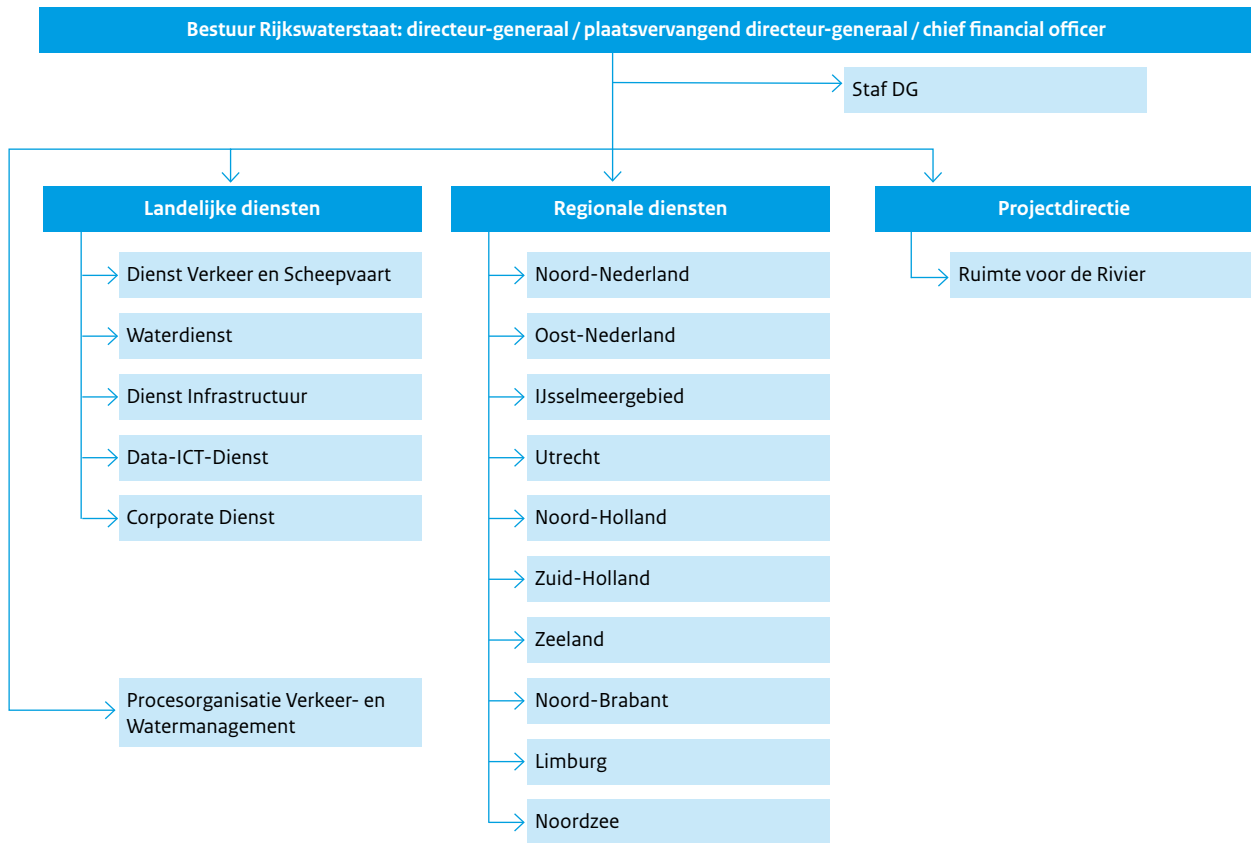 Bestuur Rijkswaterstaat: directeur-generaal / plaatsvervangend directeur-generaal / chief financial officer
Staf DG
Landelijke diensten
Dienst Verkeer en Scheepvaart
Waterdienst
Dienst Infrastructuur
Data-ICT-Dienst
Corporate Dienst
Procesorganisatie Verkeer- en
Watermanagement
Regionale diensten
Noord-Nederland
Oost-Nederland
IJsselmeergebied
Utrecht
Noord-Holland
Zuid-Holland
Zeeland
Noord-Brabant
Limburg
Noordzee
Projectdirectie
Ruimte voor de Rivier